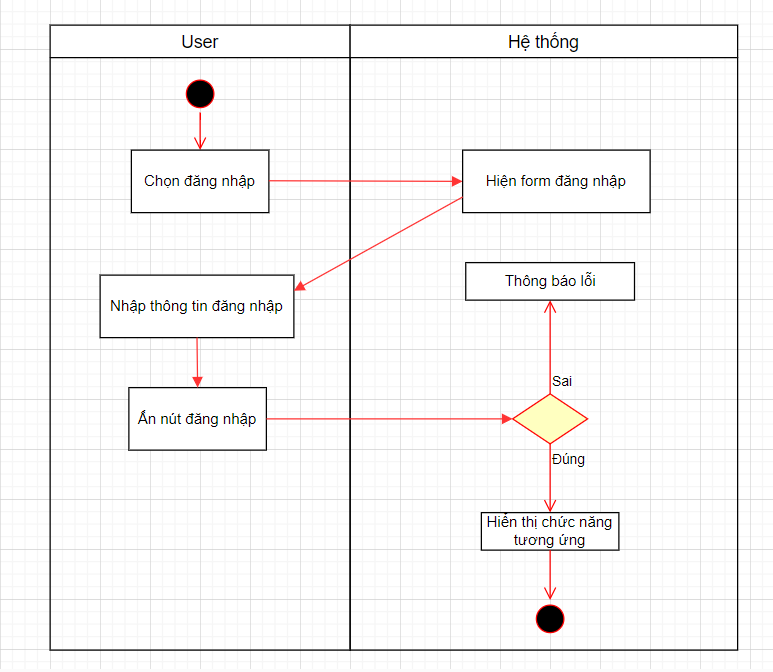 User
Hệ thống
Chọn đăng nhập
Hiện form đăng nhập
Thông báo lỗi
Nhập thông tin đăng nhập
Sai
Ấn nút đăng nhập
Đúng
Hiển thị chức năng
tương ứng